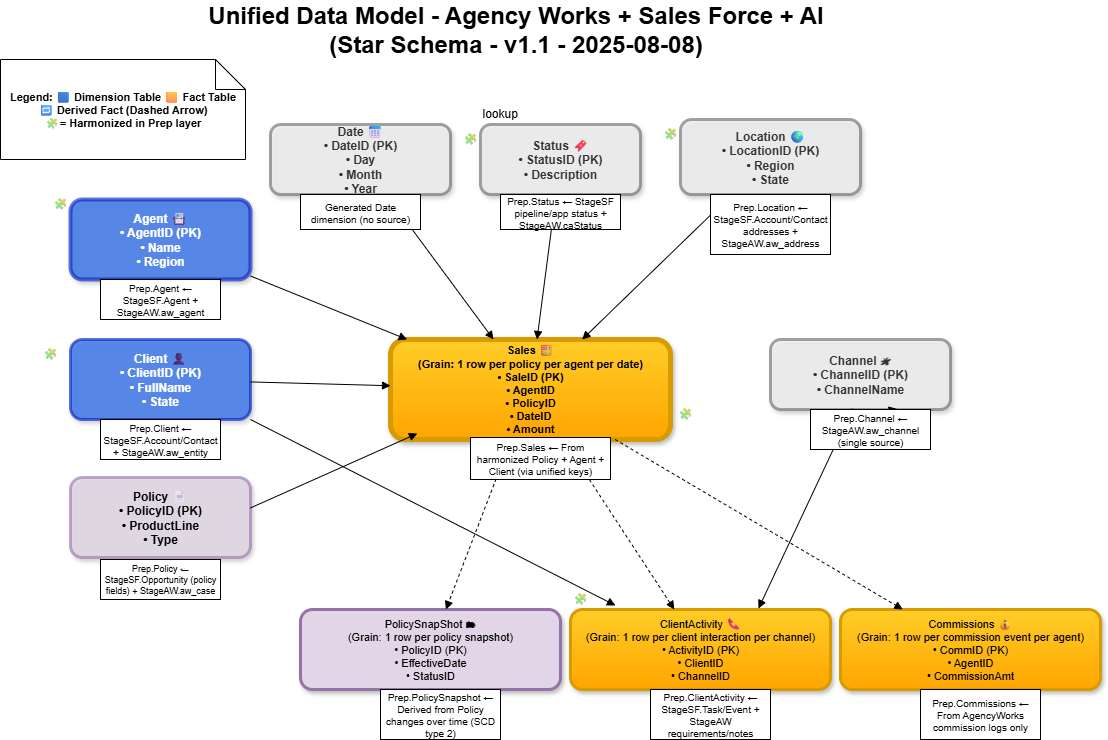 Unified Data Model - Agency Works + Sales Force + AI
(Star Schema - v1.1 - 2025-08-08)
Legend: Dimension Table Fact Table
Derived Fact (Dashed Arrow)
= Harmonized in Prep layer
lookup
Date
• DateID (PK)
• Day
• Month
• Year
Generated Date
dimension (no source)
Status
• StatusID (PK)
• Description
Prep.Status ← StageSF
pipeline/app status +
StageAW.caStatus
Location
• LocationID (PK)
• Region
• State
Prep.Location ←
StageSF.Account/Contact
addresses +
StageAW.aw_address
Agent
• AgentID (PK)
• Name
• Region
Prep.Agent ←
StageSF.Agent +
StageAW.aw_agent
Client
• ClientID (PK)
• FullName
• State
Prep.Client ←
StageSF.Account/Contact
+ StageAW.aw_entity
Sales
(Grain: 1 row per policy per agent per date)
• SaleID (PK)
• AgentID
• PolicyID
• DateID
• Amount
Prep.Sales ← From
harmonized Policy + Agent +
Client (via unified keys)
Channel
• ChannelID (PK)
• ChannelName
Prep.Channel ←
StageAW.aw_channel
(single source)
Policy
• PolicyID (PK)
• ProductLine
• Type
Prep.Policy ←
StageSF.Opportunity (policy
fields) + StageAW.aw_case
PolicySnapShot
(Grain: 1 row per policy snapshot)
• PolicyID (PK)
• EffectiveDate
• StatusID
Prep.PolicySnapshot ←
Derived from Policy
changes over time (SCD
type 2)
ClientActivity
(Grain: 1 row per client interaction per channel)
• ActivityID (PK)
• ClientID
• ChannelID
Prep.ClientActivity ←
StageSF.Task/Event +
StageAW
requirements/notes
Commissions
(Grain: 1 row per commission event per agent)
• CommID (PK)
• AgentID
• CommissionAmt
Prep.Commissions ←
From AgencyWorks
commission logs only